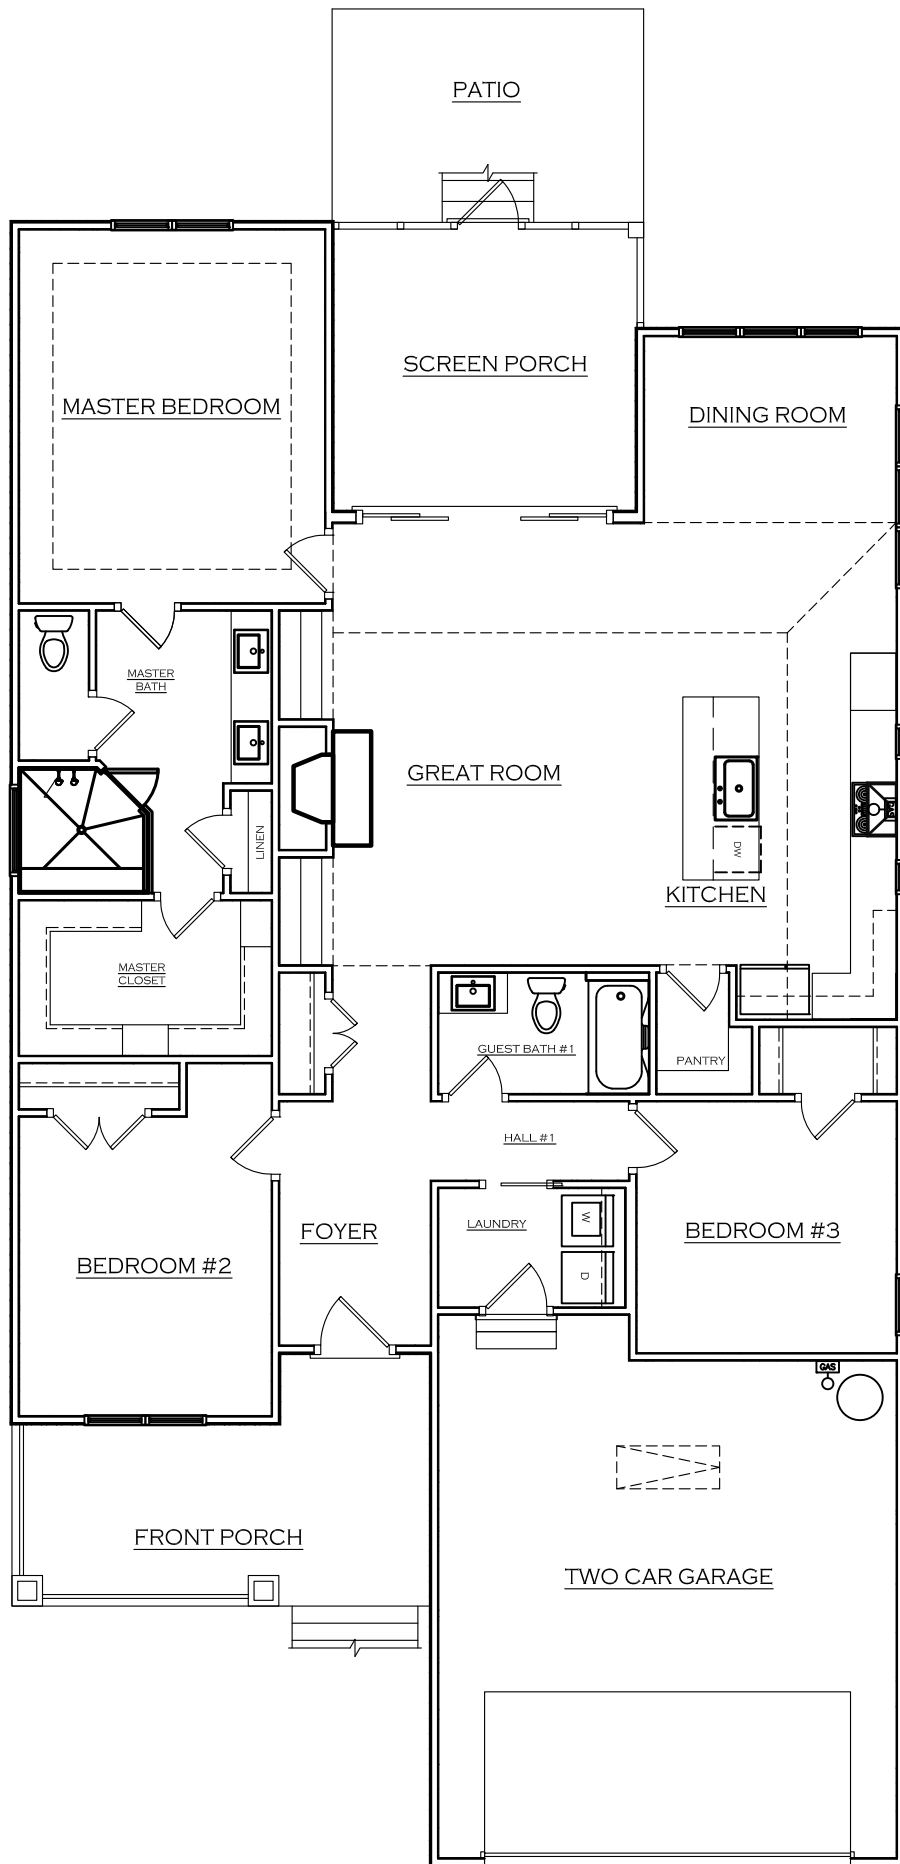 PATIO
SCREEN PORCH
MASTER BEDROOM
DINING ROOM
MASTER
BATH
GREAT ROOM
LINEN
DW
GAS
KITCHEN
MASTER
CLOSET
GUEST BATH #1
PANTRY
HALL #1
W
LAUNDRY
FOYER
BEDROOM #3
BEDROOM #2
D
GAS
FRONT PORCH
TWO CAR GARAGE